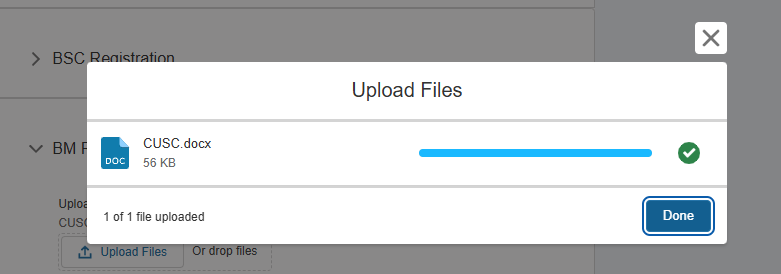 BSC Registration
Upload Files
CUSC.docx
DOC
56 KB
BM
1 of 1 file uploaded
Done
Upload Files
Or drop files